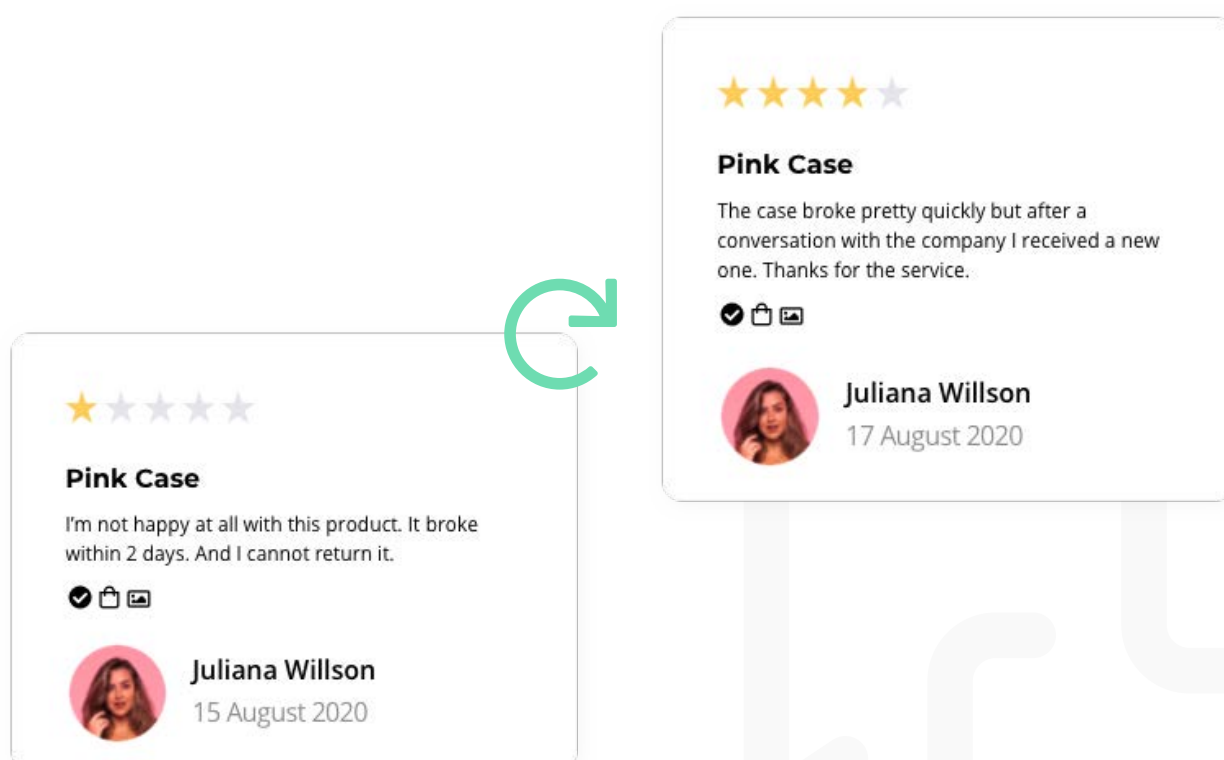 Pink Case
The case broke pretty quickly but after a
conversation with the company I received a new
one. Thanks for the service.
Juliana Willson
17 August 2020
Pink Case
I'm not happy at all with this product. It broke
within 2 days. And I cannot return it.
Juliana Willson
15 August 2020